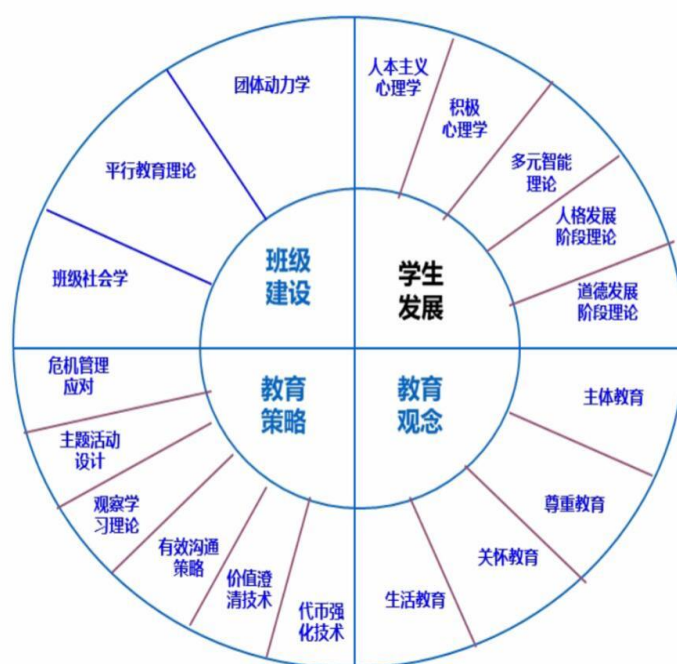 团体动力学
平行教育理论
班级社会学
班级
建设
人本主义
心理学
积极
心理学
多元智能
理论
人格发展
阶段理论
道德发展
阶段理论
学生
发展
危机管理
应对
主题活动
设计
观察学
习理论
有效沟通
策略
价值澄
清技术
代币强
化技术
教育
策略
教育
观念
主体教育
尊重教育
关怀教育
生活教育